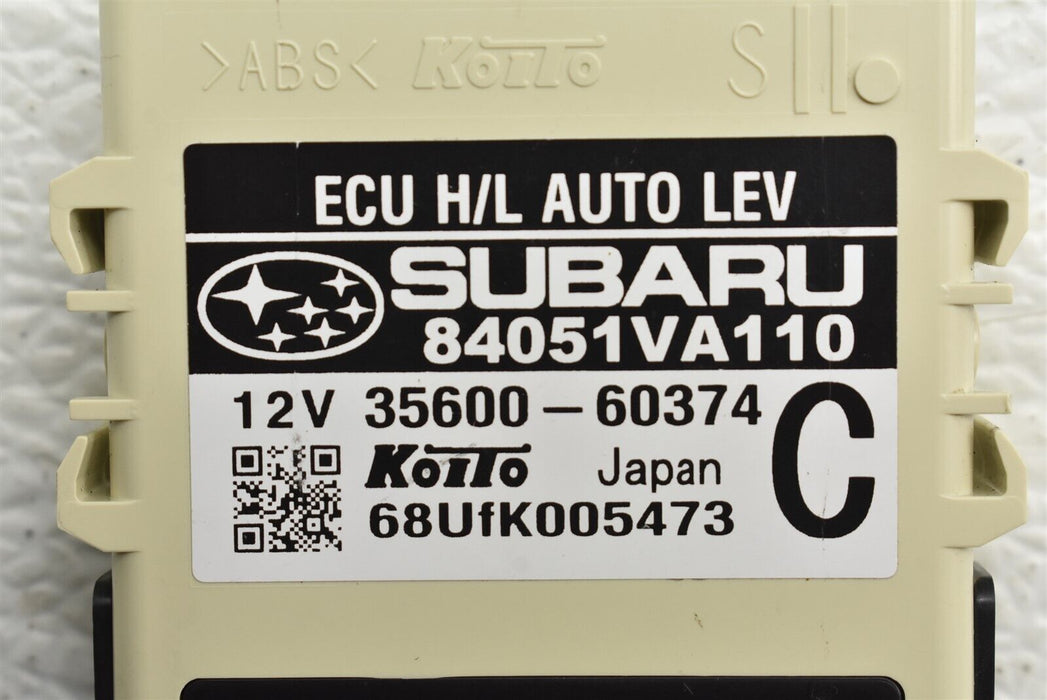 >ABS< KOITO S
ECU H/L AUTO LEV
SUBARU
84051VA110
12V 35600-60374 C
KOITO Japan
68UfK005473